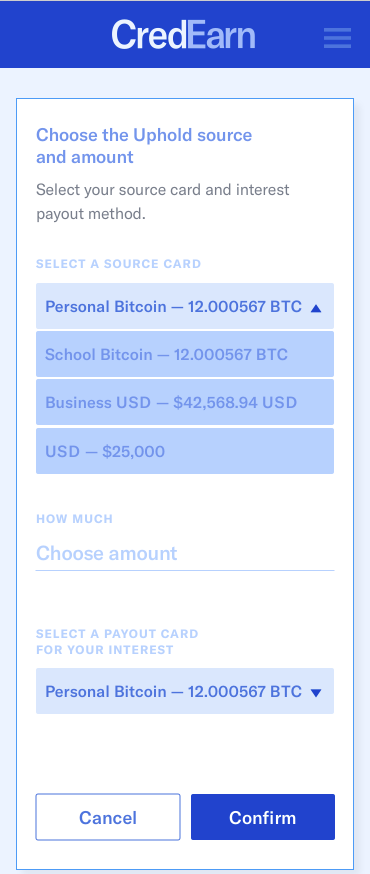 CredEarn
Choose the Uphold source
and amount
Select your source card and interest
payout method.
SELECT A SOURCE CARD
Personal Bitcoin — 12.000567 BTC ▲
School Bitcoin — 12.000567 BTC
Business USD — $42,568.94 USD
USD — $25,000
HOW MUCH
Choose amount
SELECT A PAYOUT CARD
FOR YOUR INTEREST
Personal Bitcoin — 12.000567 BTC ▼
Cancel Confirm